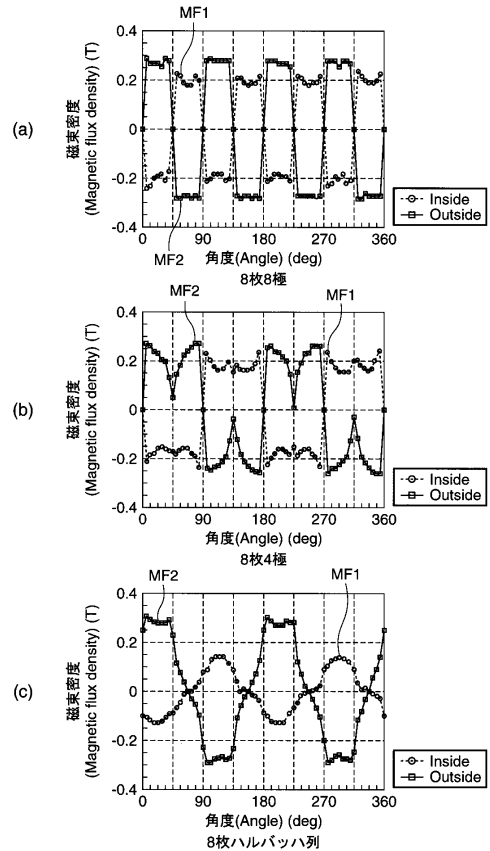 (a)
MF1
0.4
0.2
0
-0.2
-0.4
磁束密度
(Magnetic flux density) (T)
MF2
0 90 180 270 360
角度(Angle) (deg)
8枚8極
Inside
Outside
(b)
MF2
MF1
0.4
0.2
0
-0.2
-0.4
磁束密度
(Magnetic flux density) (T)
0 90 180 270 360
角度(Angle) (deg)
8枚4極
Inside
Outside
(c)
MF2
MF1
0.4
0.2
0
-0.2
-0.4
磁束密度
(Magnetic flux density) (T)
0 90 180 270 360
角度(Angle) (deg)
8枚ハルバッハ列
Inside
Outside